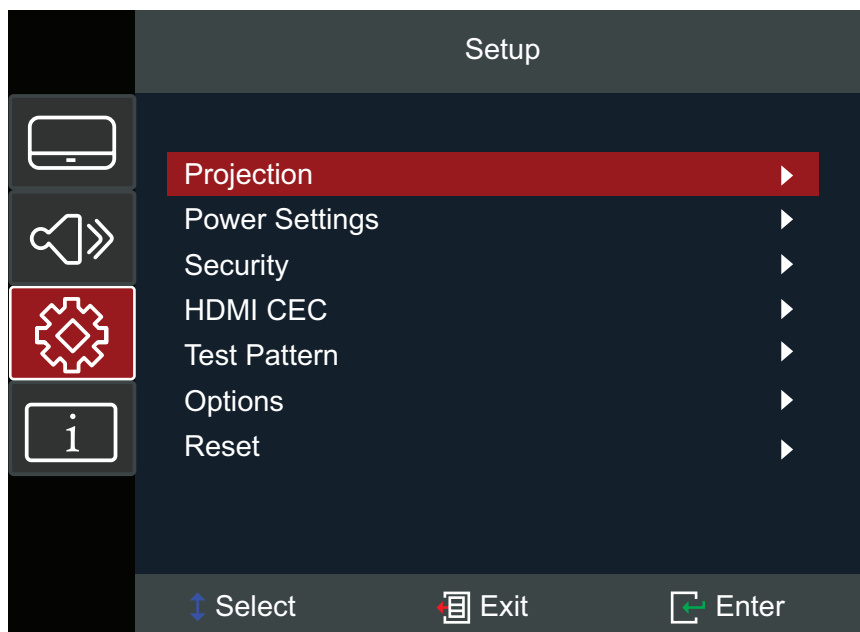 Setup
Projection
Power Settings
Security
HDMI CEC
Test Pattern
Options
Reset
i
Select Exit Enter